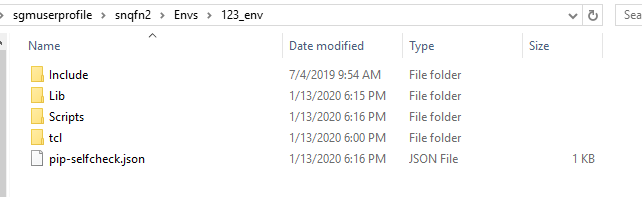 > sgmuserprofile > snqfn2 > Envs > 123_env
Sea
Name Date modified Type Size
Include 7/4/2019 9:54 AM File folder
Lib 1/13/2020 6:15 PM File folder
Scripts 1/13/2020 6:16 PM File folder
tcl 1/13/2020 6:00 PM File folder
pip-selfcheck.json 1/13/2020 6:16 PM JSON File 1 KB